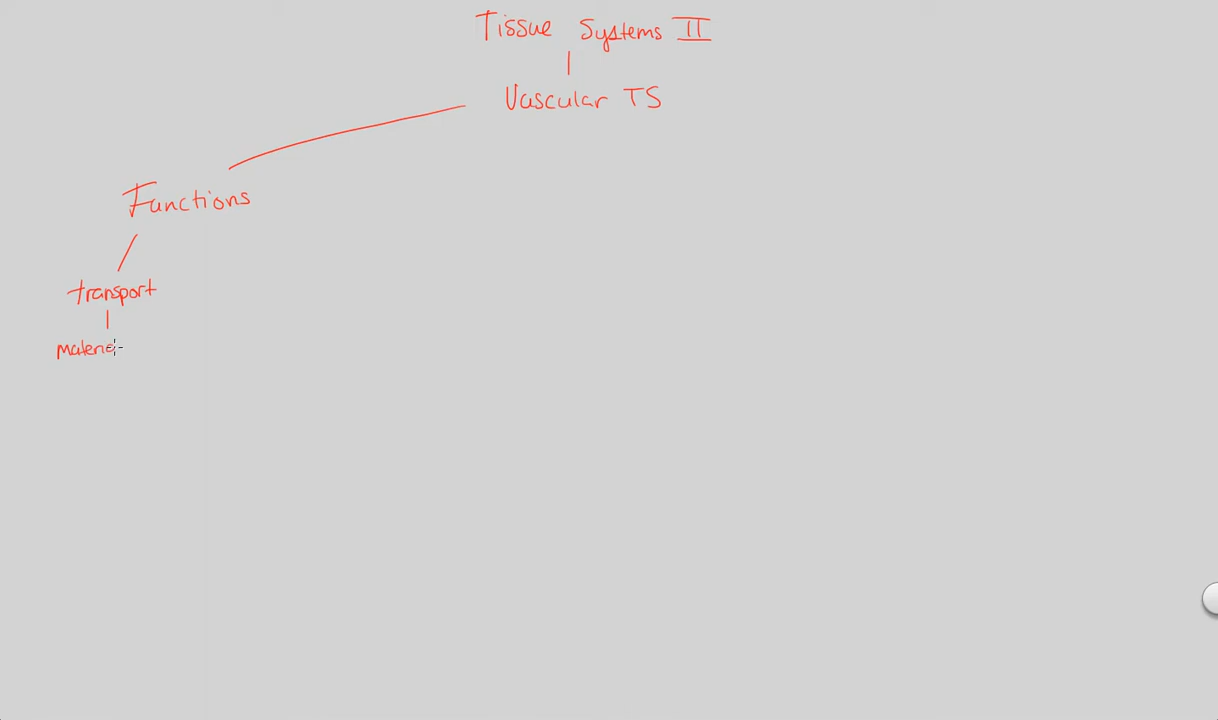 Tissue Systems II
Vascular TS
Functions
transport